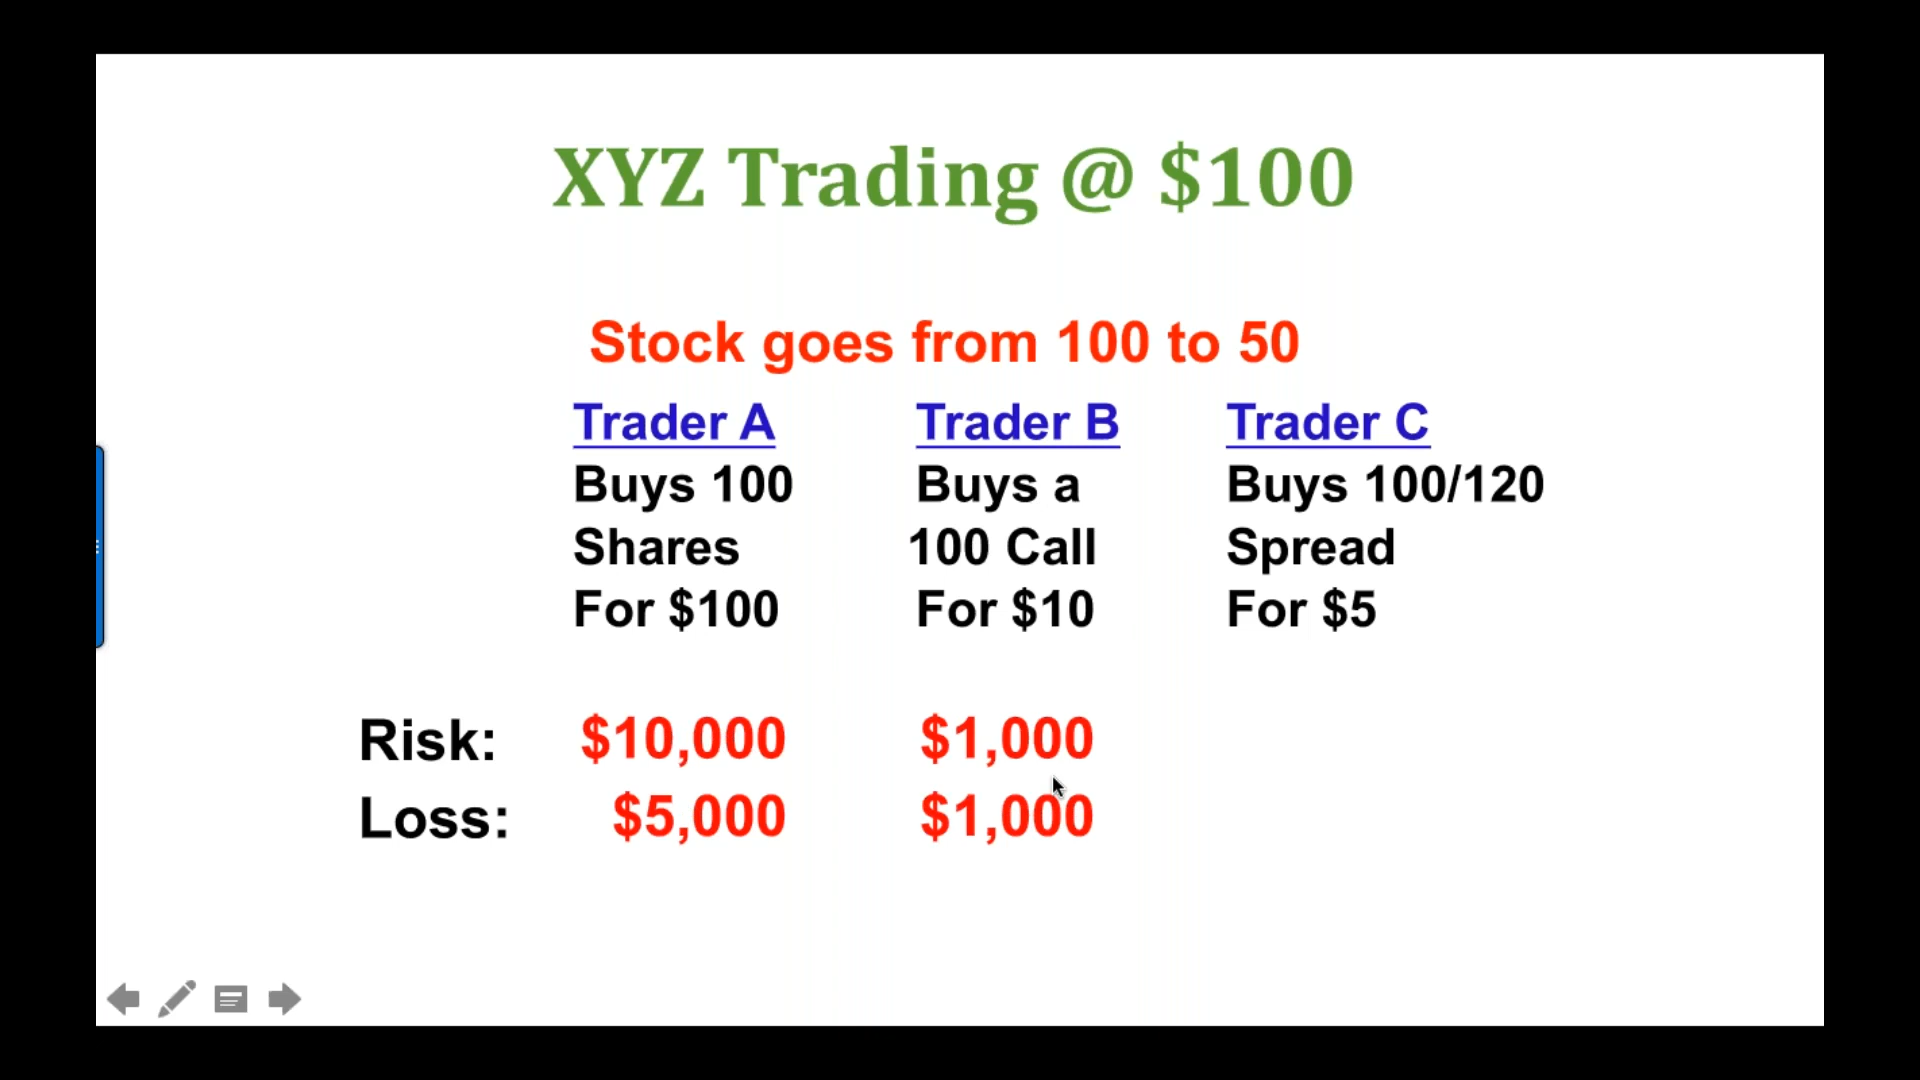 XYZ Trading @ $100
Stock goes from 100 to 50
Trader A Trader B Trader C
Buys 100 Buys a Buys 100/120
Shares 100 Call Spread
For $100 For $10 For $5
Risk: $10,000 $1,000
Loss: $5,000 $1,000